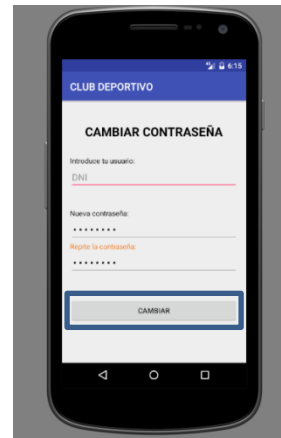 6:15
CLUB DEPORTIVO
CAMBIAR CONTRASEÑA
Introduce tu usuario:
DNI
Nueva contraseña:
........
Repite la contraseña:
........
CAMBIAR